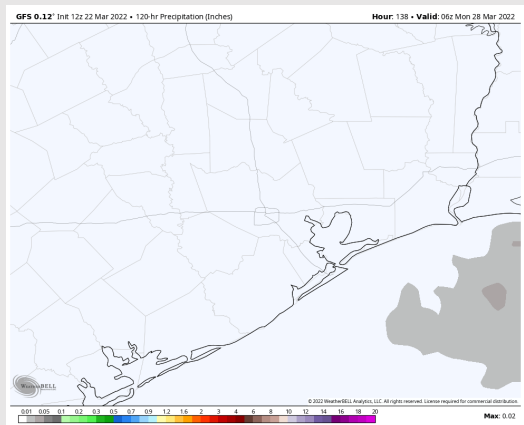 GFS 0.12° Init 12z 22 Mar 2022 • 120-hr Precipitation (Inches)
Hour: 138 • Valid: 06z Mon 28 Mar 2022
WeatherBELL
© 2022 WeatherBELL Analytics, LLC. All rights reserved. License required for commercial distribution.
0.01 0.05 0.1 0.2 0.3 0.5 0.7 0.9 1.2 1.6 2 3 4 6 8 10 12 14 16 18 20
Max: 0.02